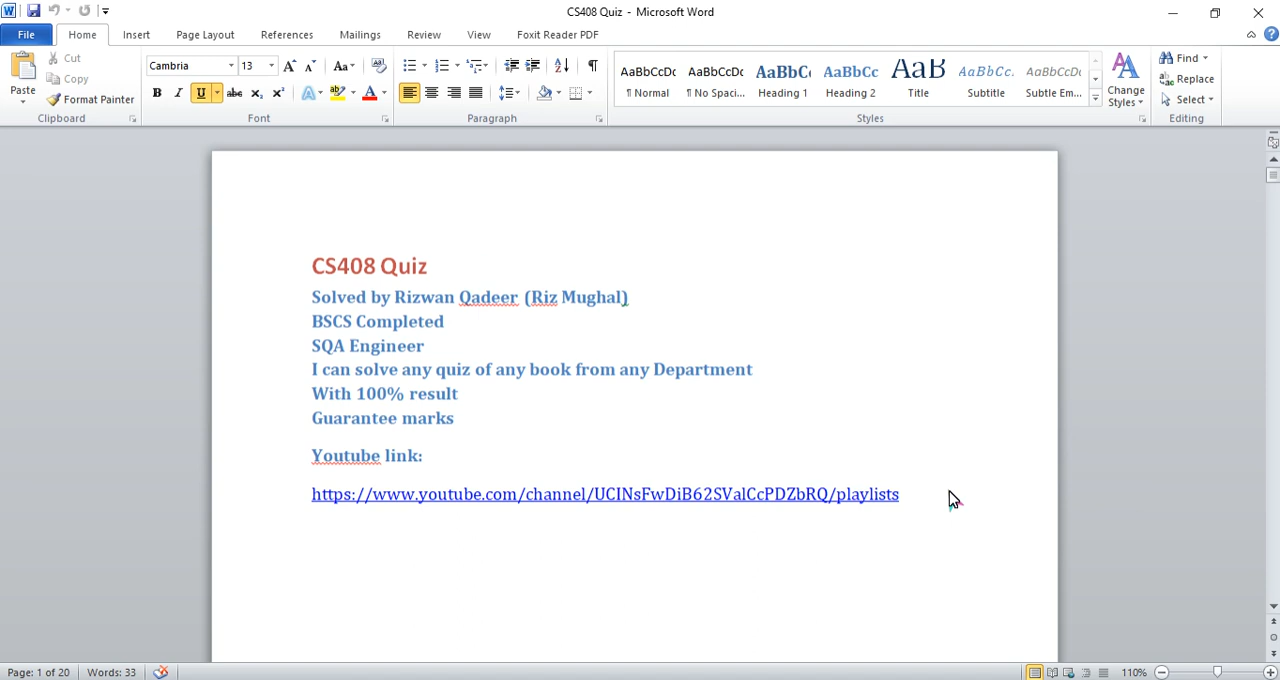 CS408 Quiz - Microsoft Word
File Home Insert Page Layout References Mailings Review View Foxit Reader PDF
Paste
Cut
Copy
Format Painter
Clipboard
Cambria 13
Font
Paragraph
AaBbCcDc AaBbCcDc AaBbC AaBbCc AaB AaBbCc. AaBbCcDc
¶ Normal ¶ No Spaci... Heading 1 Heading 2 Title Subtitle Subtle Em...
Change Styles
Styles
Find
Replace
Select
Editing
CS408 Quiz
Solved by Rizwan Qadeer (Riz Mughal)
BSCS Completed
SQA Engineer
I can solve any quiz of any book from any Department
With 100% result
Guarantee marks
Youtube link:
https://www.youtube.com/channel/UCINsFwDiB62SValCcPDZbRQ/playlists
Page: 1 of 20 Words: 33 110%